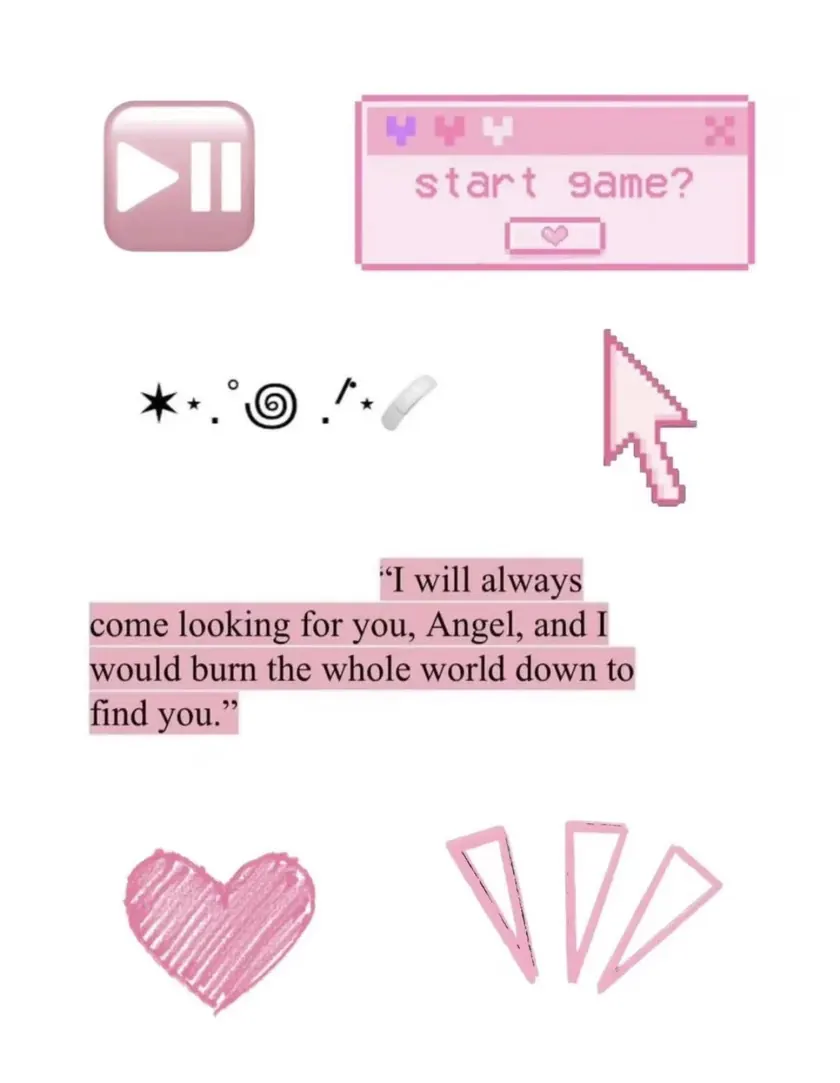 start game?
“I will always
come looking for you, Angel, and I
would burn the whole world down to
find you.”